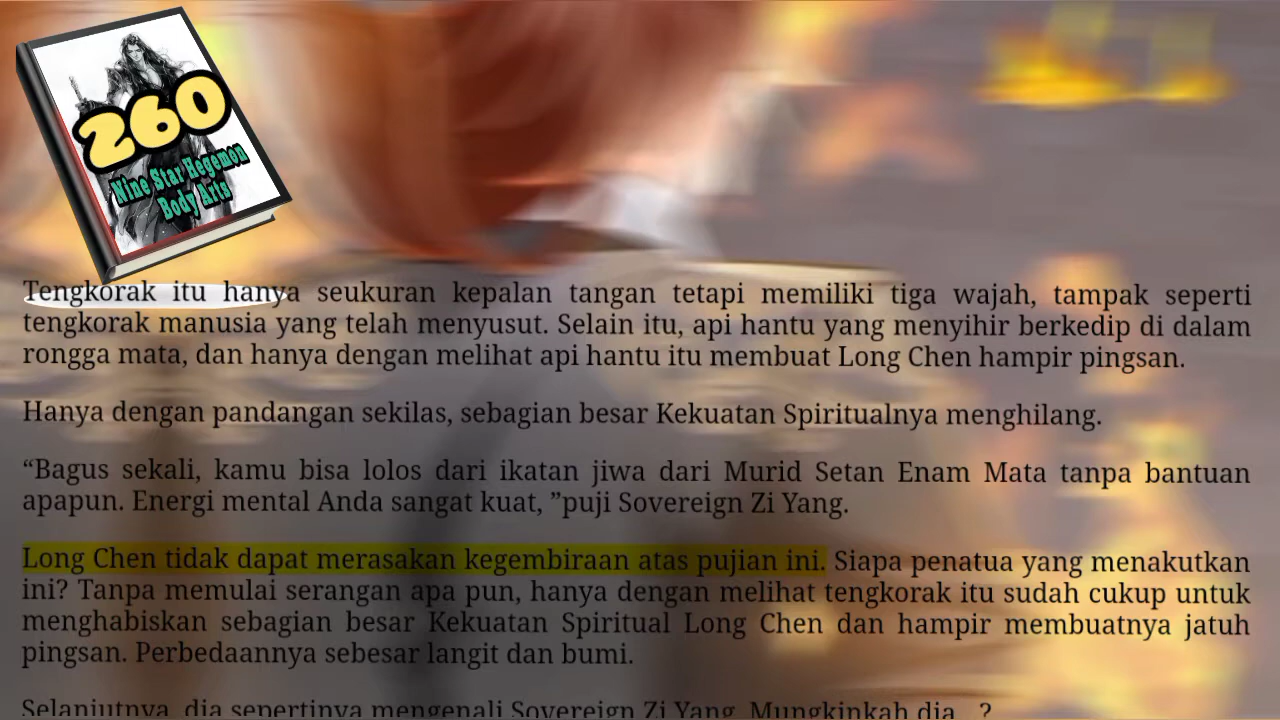 260
Nine Star Hegemon
Body Arts
Tengkorak itu hanya seukuran kepalan tangan tetapi memiliki tiga wajah, tampak seperti
tengkorak manusia yang telah menyusut. Selain itu, api hantu yang menyihir berkedip di dalam
rongga mata, dan hanya dengan melihat api hantu itu membuat Long Chen hampir pingsan.
Hanya dengan pandangan sekilas, sebagian besar Kekuatan Spiritualnya menghilang.
“Bagus sekali, kamu bisa lolos dari ikatan jiwa dari Murid Setan Enam Mata tanpa bantuan
apapun. Energi mental Anda sangat kuat, ”puji Sovereign Zi Yang.
Long Chen tidak dapat merasakan kegembiraan atas pujian ini. Siapa penatua yang menakutkan
ini? Tanpa memulai serangan apa pun, hanya dengan melihat tengkorak itu sudah cukup untuk
menghabiskan sebagian besar Kekuatan Spiritual Long Chen dan hampir membuatnya jatuh
pingsan. Perbedaannya sebesar langit dan bumi.
Selanjutnya, dia sepertinya mengenali Sovereign Zi Yang. Mungkinkah dia...?